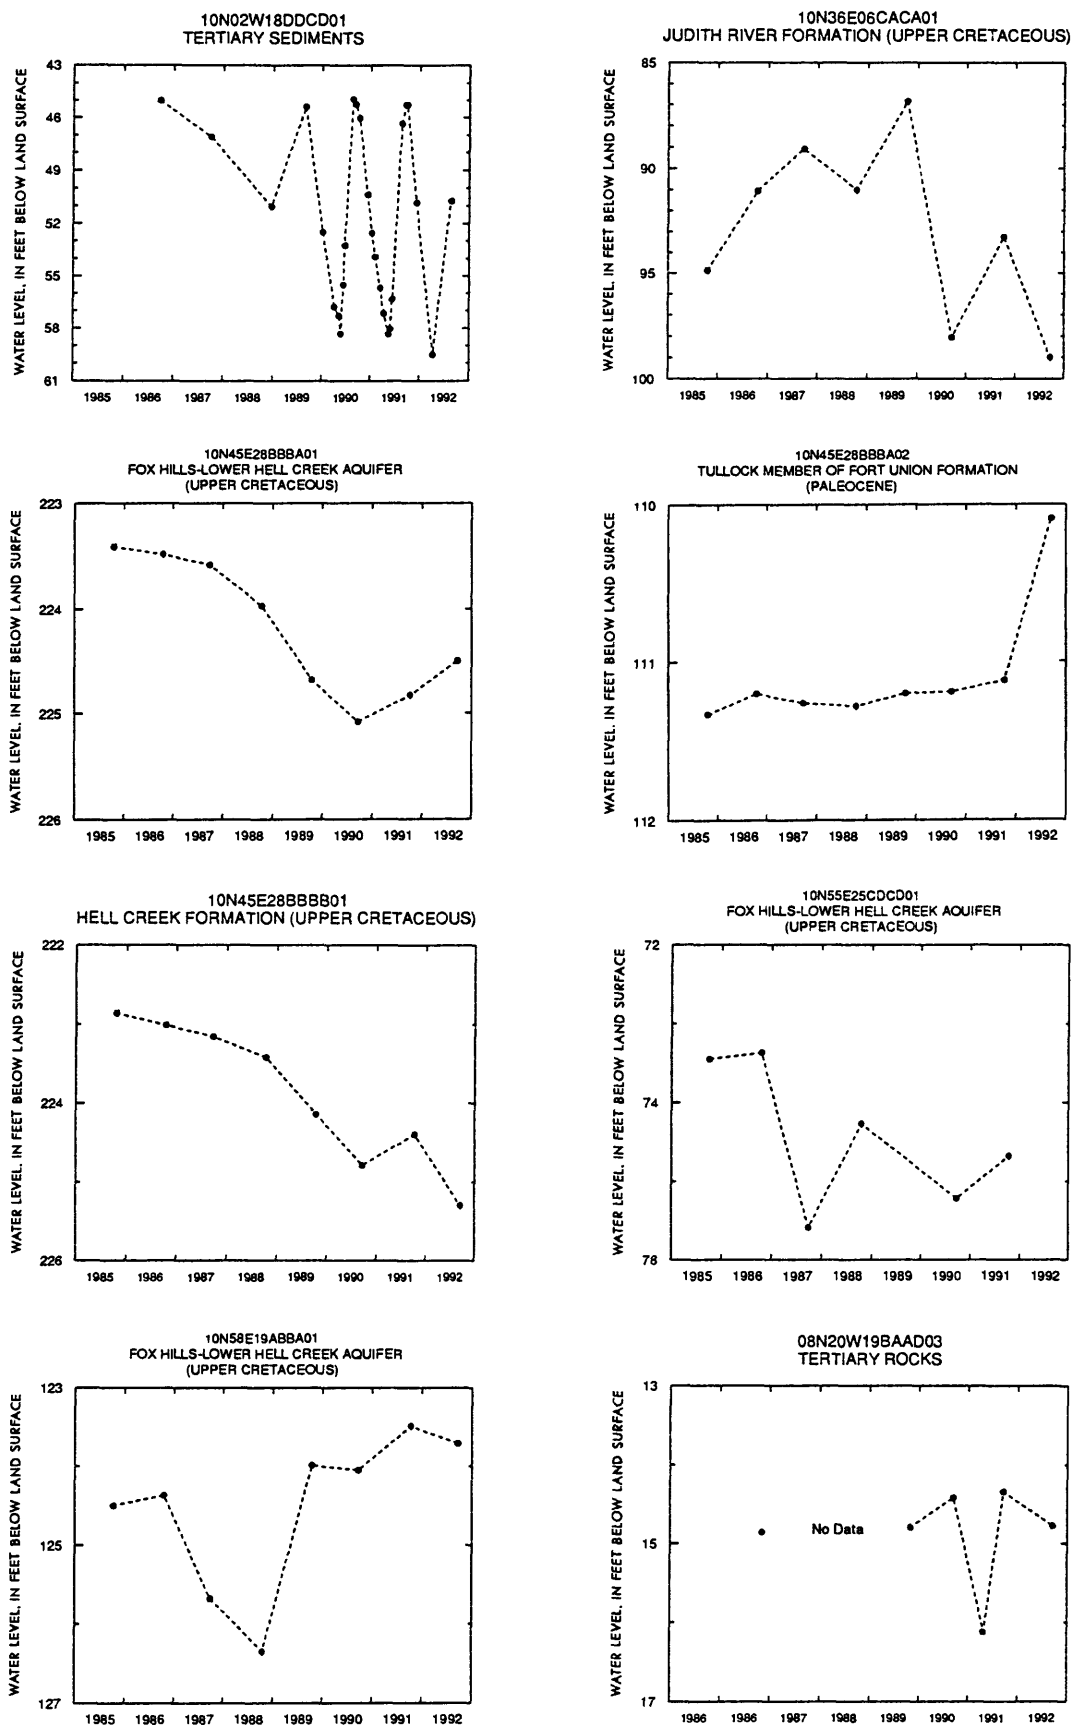 10N02W18DDCD01
TERTIARY SEDIMENTS
WATER LEVEL, IN FEET BELOW LAND SURFACE
43
46
49
52
55
58
61
1985 1986 1987 1988 1989 1990 1991 1992
10N36E06CACA01
JUDITH RIVER FORMATION (UPPER CRETACEOUS)
WATER LEVEL, IN FEET BELOW LAND SURFACE
85
90
95
100
1985 1986 1987 1988 1989 1990 1991 1992
10N45E28BBBA01
FOX HILLS-LOWER HELL CREEK AQUIFER
(UPPER CRETACEOUS)
WATER LEVEL, IN FEET BELOW LAND SURFACE
223
224
225
226
1985 1986 1987 1988 1989 1990 1991 1992
10N45E28BBBA02
TULLOCK MEMBER OF FORT UNION FORMATION
(PALEOCENE)
WATER LEVEL, IN FEET BELOW LAND SURFACE
110
111
112
1985 1986 1987 1988 1989 1990 1991 1992
10N45E28BBBB01
HELL CREEK FORMATION (UPPER CRETACEOUS)
WATER LEVEL, IN FEET BELOW LAND SURFACE
222
224
226
1985 1986 1987 1988 1989 1990 1991 1992
10N55E25CDCD01
FOX HILLS-LOWER HELL CREEK AQUIFER
(UPPER CRETACEOUS)
WATER LEVEL, IN FEET BELOW LAND SURFACE
72
74
78
1985 1986 1987 1988 1989 1990 1991 1992
10N58E19ABBA01
FOX HILLS-LOWER HELL CREEK AQUIFER
(UPPER CRETACEOUS)
WATER LEVEL, IN FEET BELOW LAND SURFACE
123
125
127
1985 1986 1987 1988 1989 1990 1991 1992
08N20W19BAAD03
TERTIARY ROCKS
WATER LEVEL, IN FEET BELOW LAND SURFACE
13
15
17
No Data
1986 1986 1987 1988 1989 1990 1991 1992